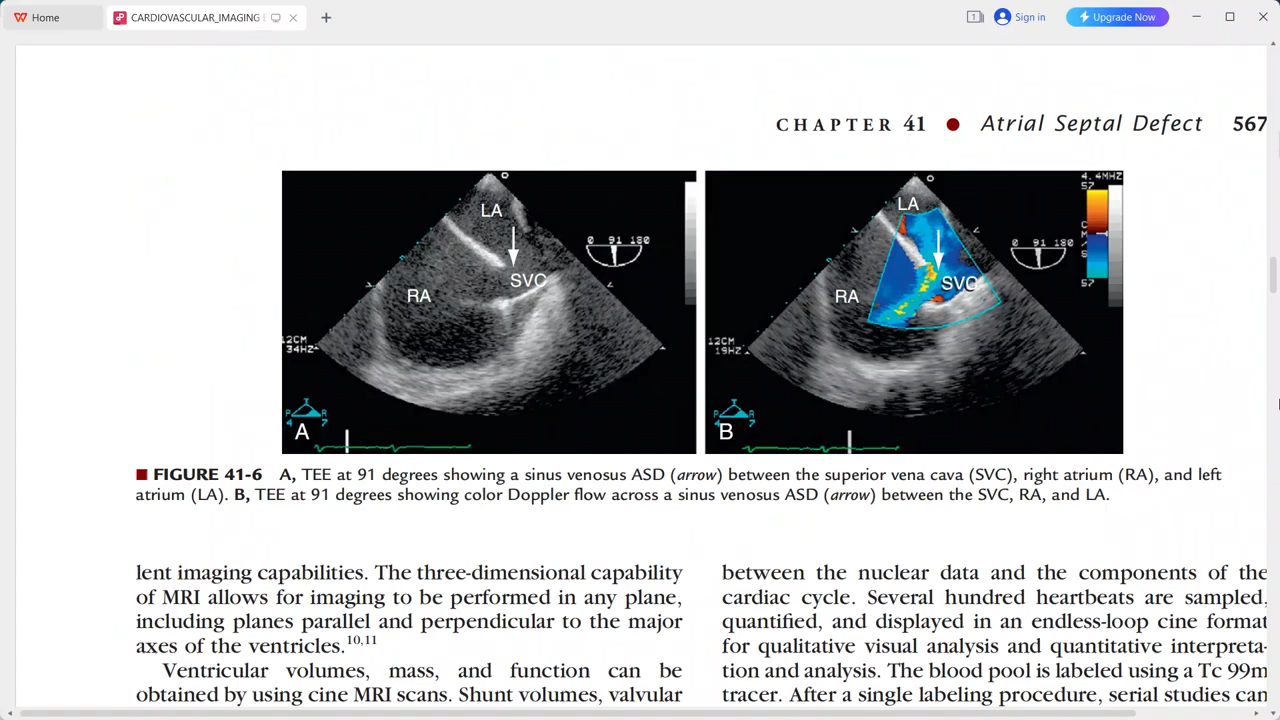 Home
CARDIOVASCULAR_IMAGING
1
Sign in
Upgrade Now
CHAPTER 41 ● Atrial Septal Defect 567
LA
SVC
RA
0 91 180
12CM
34HZ
P R
4 7
A
LA
SVC
RA
0 91 180
4.4MHZ
57
57
12CM
19HZ
P R
4 7
B
■ FIGURE 41-6 A, TEE at 91 degrees showing a sinus venosus ASD (arrow) between the superior vena cava (SVC), right atrium (RA), and left
atrium (LA). B, TEE at 91 degrees showing color Doppler flow across a sinus venosus ASD (arrow) between the SVC, RA, and LA.
lent imaging capabilities. The three-dimensional capability
of MRI allows for imaging to be performed in any plane,
including planes parallel and perpendicular to the major
axes of the ventricles.10,11
Ventricular volumes, mass, and function can be
obtained by using cine MRI scans. Shunt volumes, valvular
between the nuclear data and the components of the
cardiac cycle. Several hundred heartbeats are sampled,
quantified, and displayed in an endless-loop cine format
for qualitative visual analysis and quantitative interpreta-
tion and analysis. The blood pool is labeled using a Tc 99m
tracer. After a single labeling procedure, serial studies can